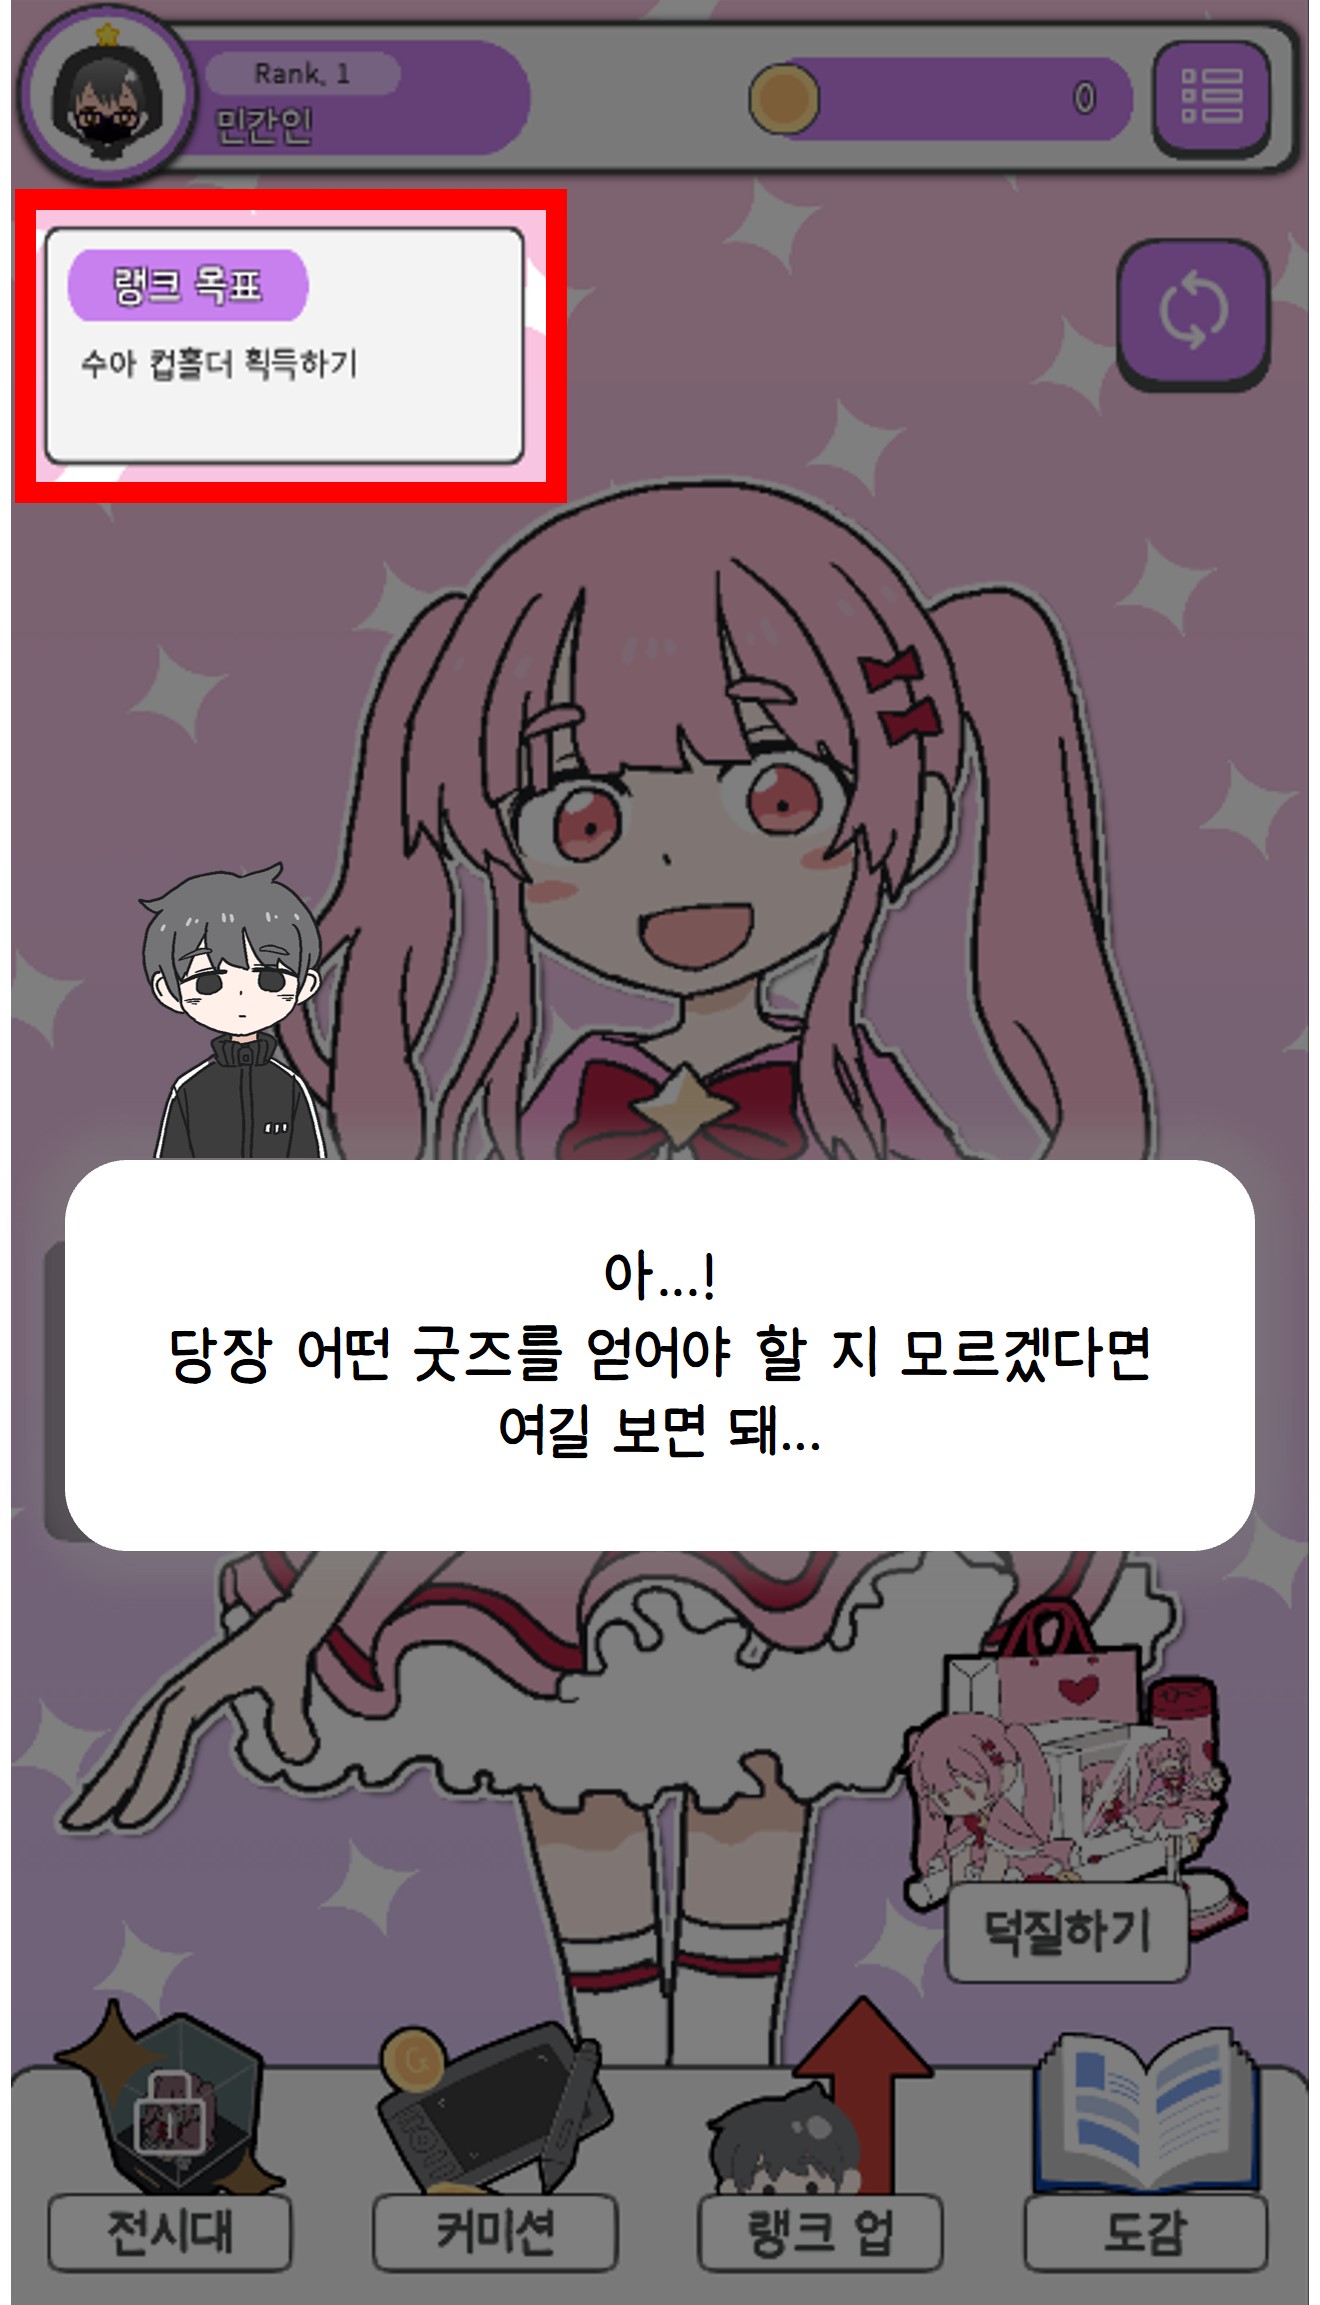 Rank. 1
민간인
0
랭크 목표
수아 컵홀더 획득하기
아...!
당장 어떤 굿즈를 얻어야 할 지 모르겠다면
여길 보면 돼...
덕질하기
전시대
커미션
랭크 업
도감